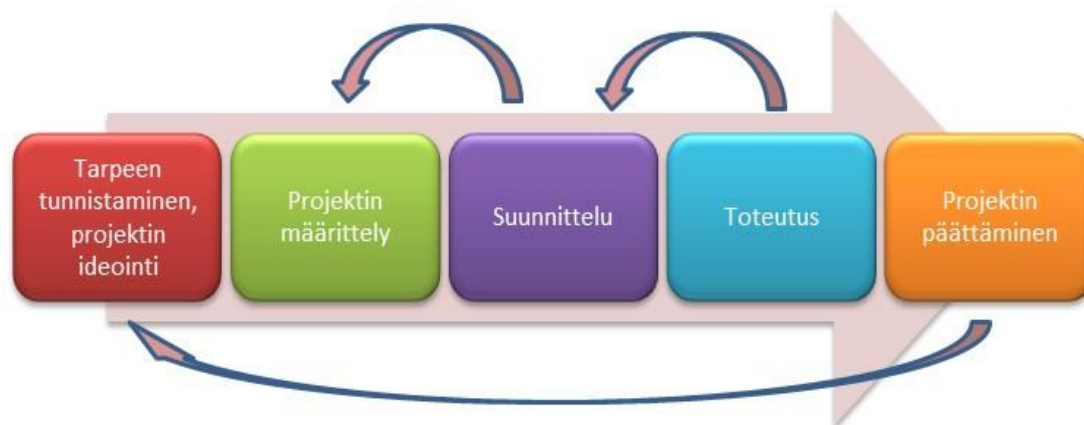 Tarpeen
tunnistaminen,
projektin
ideointi
Projektin
määrittely
Suunnittelu
Toteutus
Projektin
päättäminen